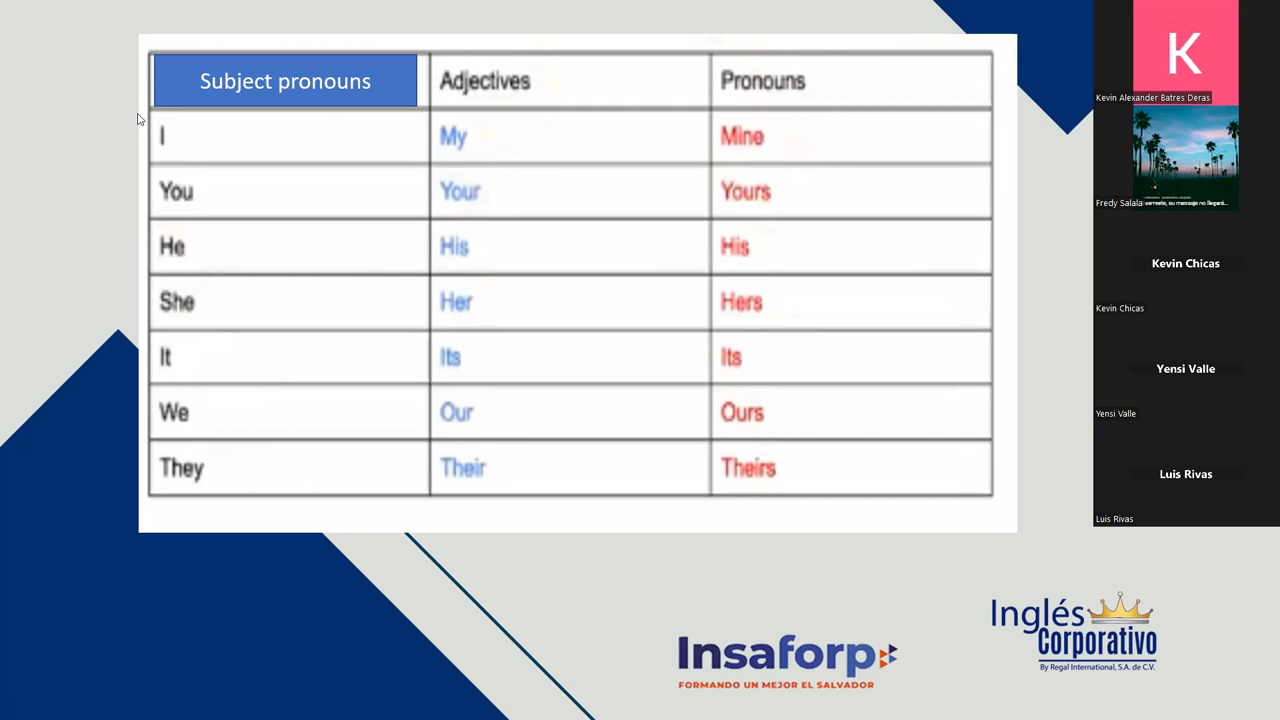 Subject pronouns Adjectives Pronouns
I My Mine
You Your Yours
He His His
She Her Hers
It Its Its
We Our Ours
They Their Theirs
K
Kevin Alexander Batres Deras
Fredy Salala
Kevin Chicas
Kevin Chicas
Yensi Valle
Yensi Valle
Luis Rivas
Luis Rivas
Insaforp
FORMANDO UN MEJOR EL SALVADOR
Inglés
Corporativo
By Regal International, S.A. de C.V.